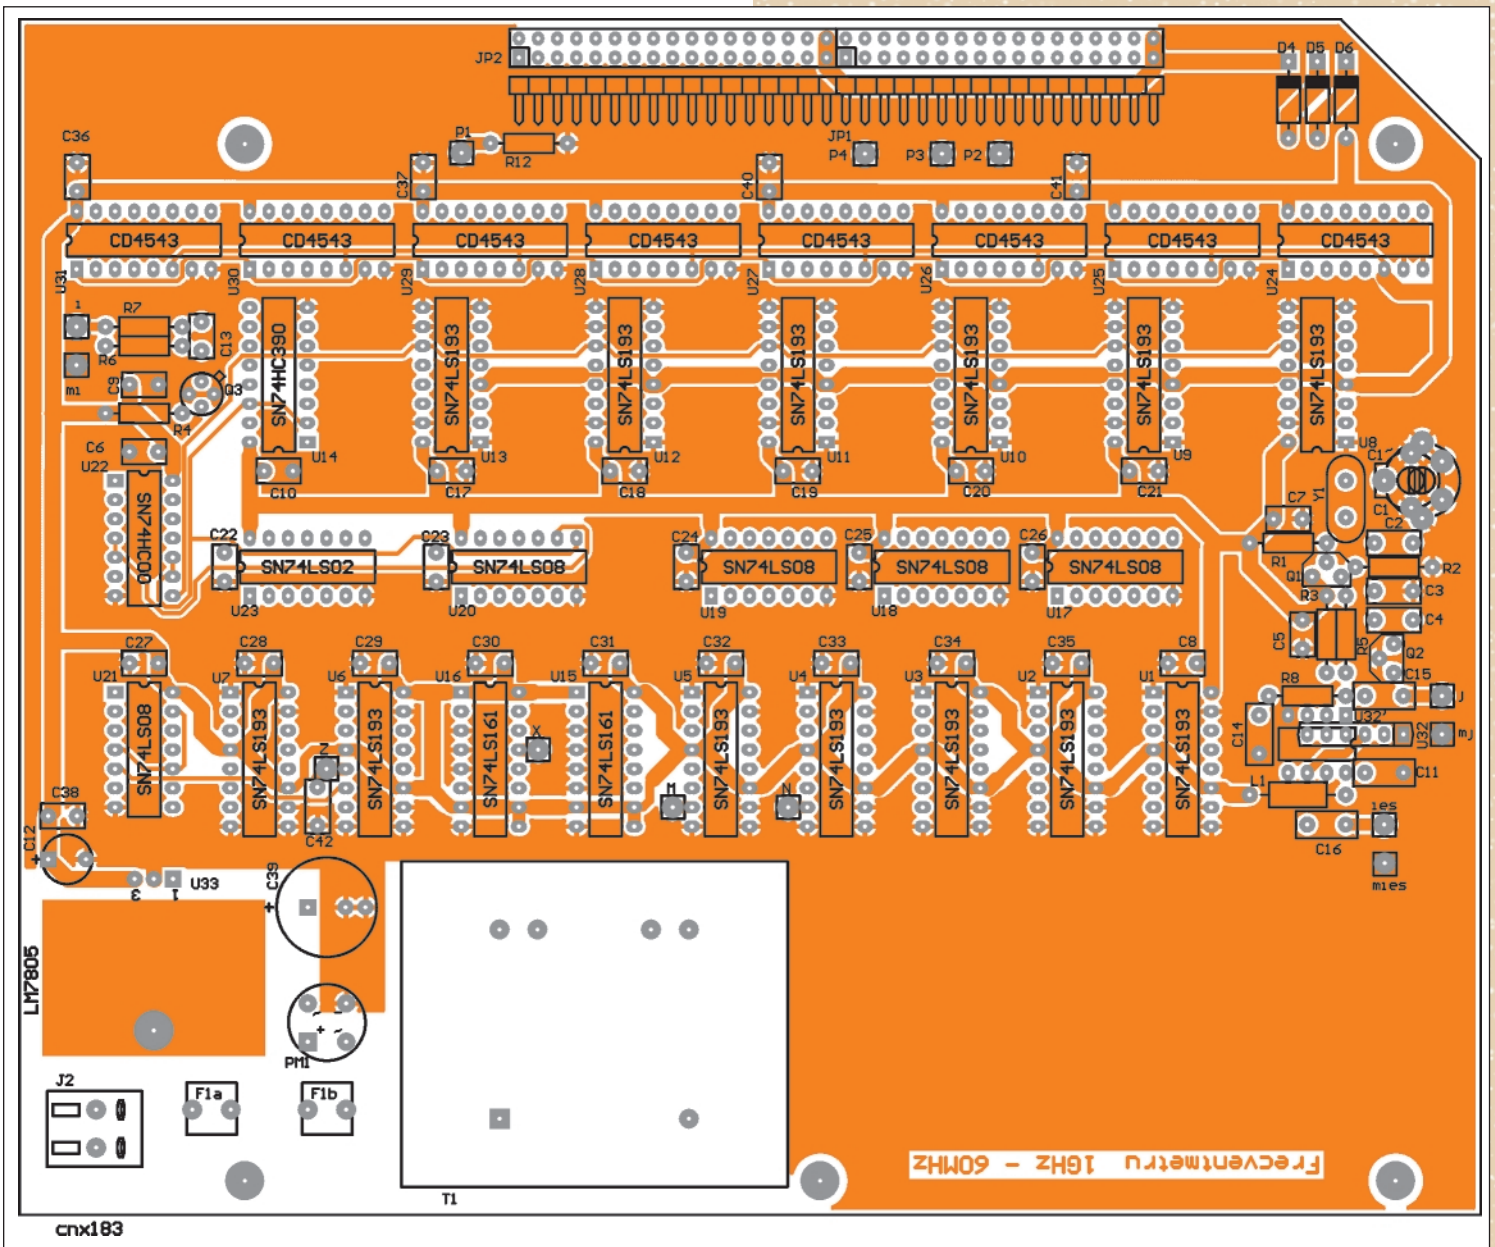 JP2
D4 D5 D6
C36 P1 R12 JP1
P4 P3 P2
C37 C40 C41
CD4543 CD4543 CD4543 CD4543 CD4543 CD4543 CD4543 CD4543
U31 U30 U29 U28 U27 U26 U25 U24
1 R7 C13
R6
m1 C9 Q3
R4
SN74HC390 SN74LS193 SN74LS193 SN74LS193 SN74LS193 SN74LS193 SN74LS193
C6
U22 U14 U13 U12 U11 U10 U9 U8
C10 C17 C18 C19 C20 C21
C1 C1
Y1
C7 C2
SN74HC00
C22 C23 C24 C25 C26
SN74LS02 SN74LS08 SN74LS08 SN74LS08 SN74LS08
U23 U20 U19 U18 U17
R1 Q1 R2
R3 C3
C4
C5 R5 Q2
C27 C28 C29 C30 C31 C32 C33 C34 C35 C8
U21 U7 U6 U16 U15 U5 U4 U3 U2 U1
R8 C15 J
SN74LS08 SN74LS193 SN74LS193 SN74LS161 SN74LS161 SN74LS193 SN74LS193 SN74LS193 SN74LS193 SN74LS193
Z X M N
C14 U32' U32 mj
C11
L1
C38 C42
1es
C16
m1es
C12 +
3 1 U33
C39 +
LM7805
~ -
+ ~
PM1
J2 F1a F1b
T1
Frecventmetru 1GHz - 60MHz
cnx183